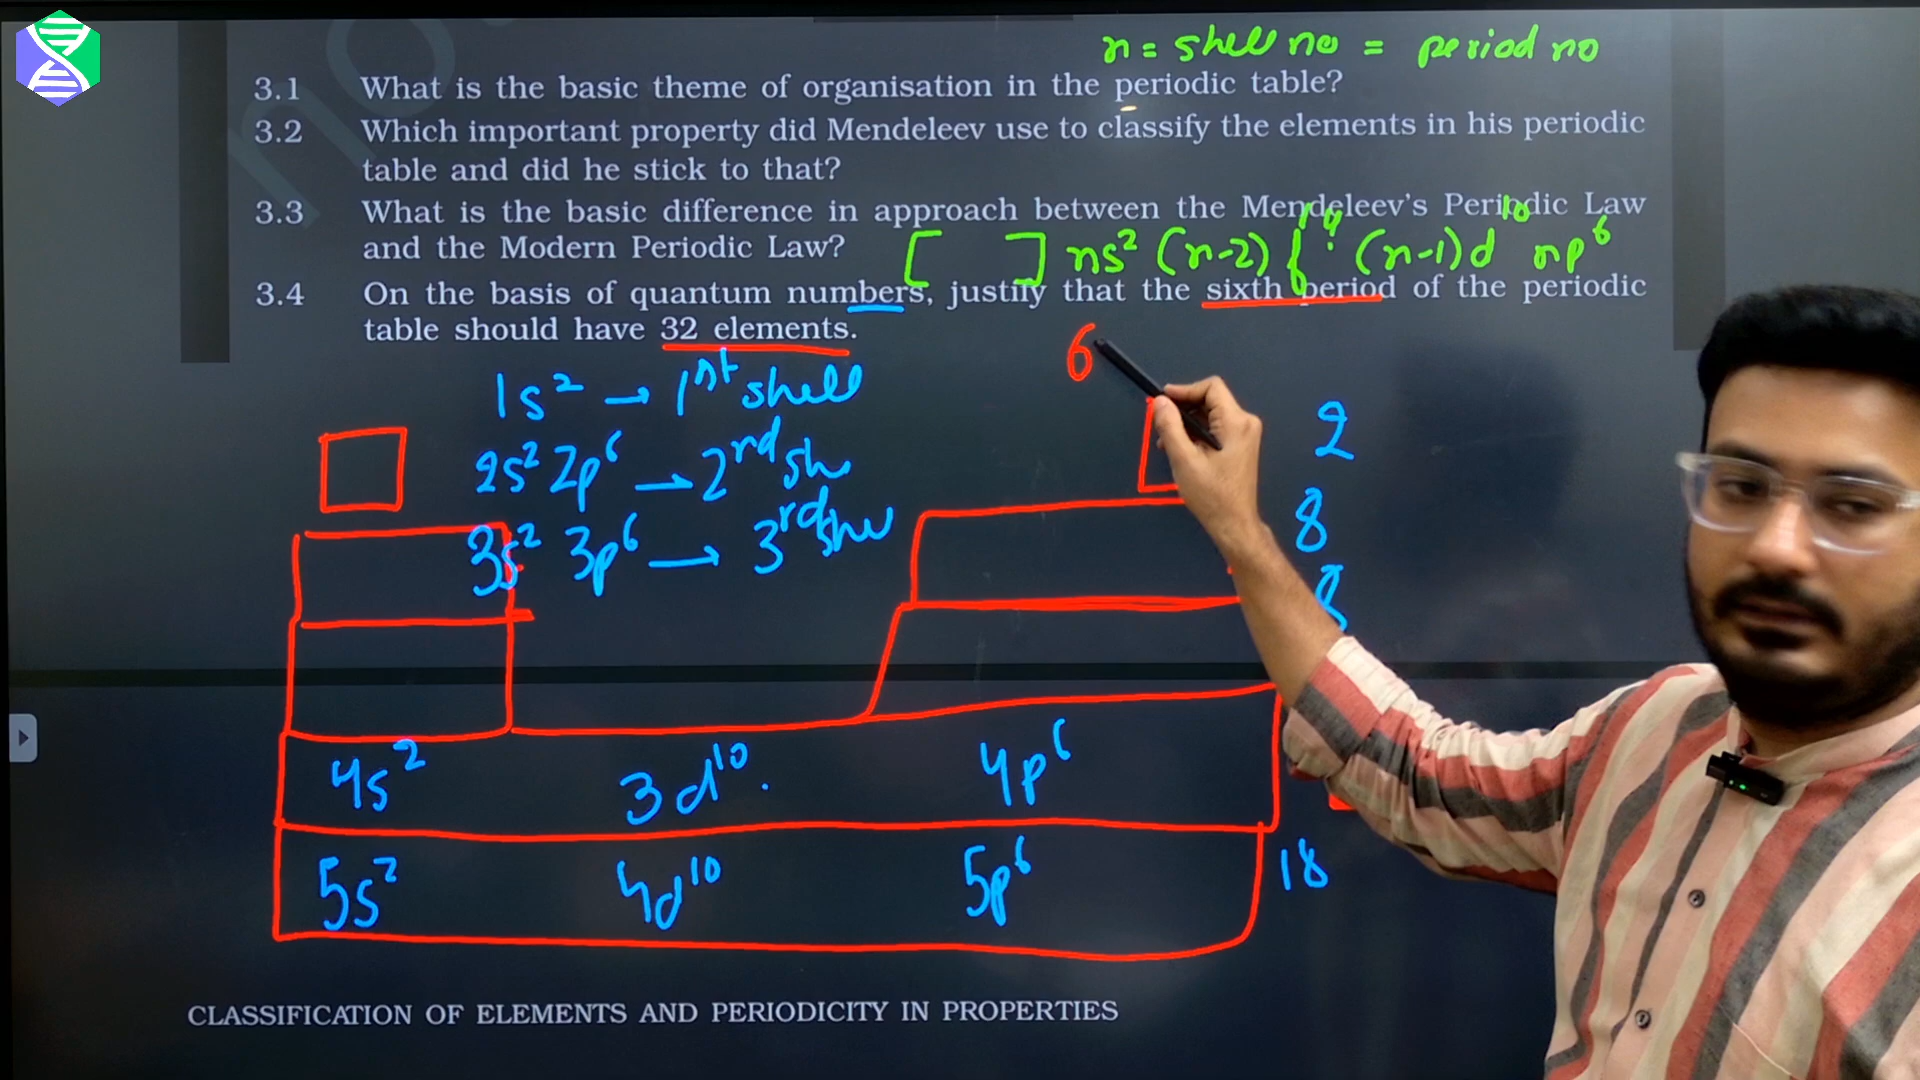 n = shell no = period no
3.1 What is the basic theme of organisation in the periodic table?
3.2 Which important property did Mendeleev use to classify the elements in his periodic
table and did he stick to that?
3.3 What is the basic difference in approach between the Mendeleev's Periodic Law
and the Modern Periodic Law?
[ ] ns² (n-2) f¹⁴ (n-1)d¹⁰ np⁶
3.4 On the basis of quantum numbers, justify that the sixth period of the periodic
table should have 32 elements.
6
1s² → 1st shell
2
2s² 2p⁶ → 2rd sh
8
3s² 3p⁶ → 3rd she
8
4s² 3d¹⁰. 4p⁶
5s² 4d¹⁰ 5p⁶ 18
CLASSIFICATION OF ELEMENTS AND PERIODICITY IN PROPERTIES